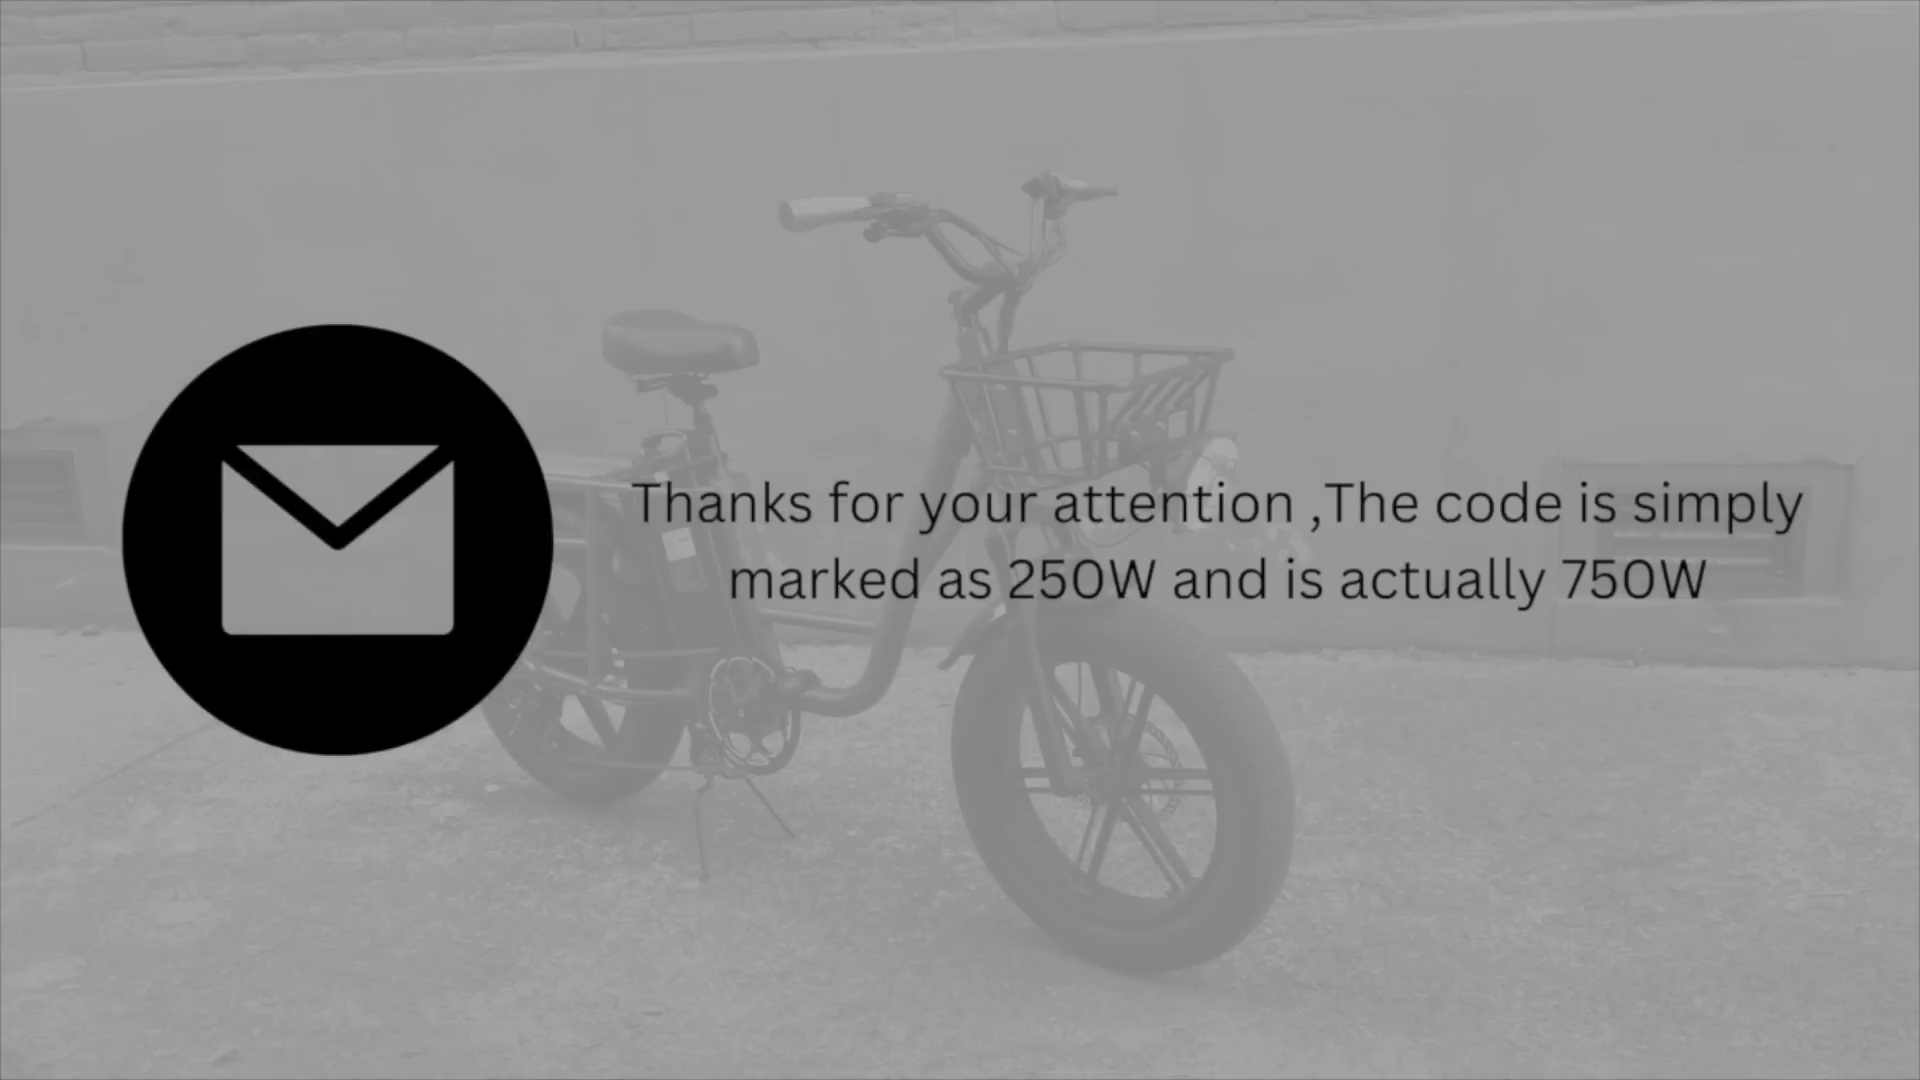 Thanks for your attention ,The code is simply
marked as 250W and is actually 750W